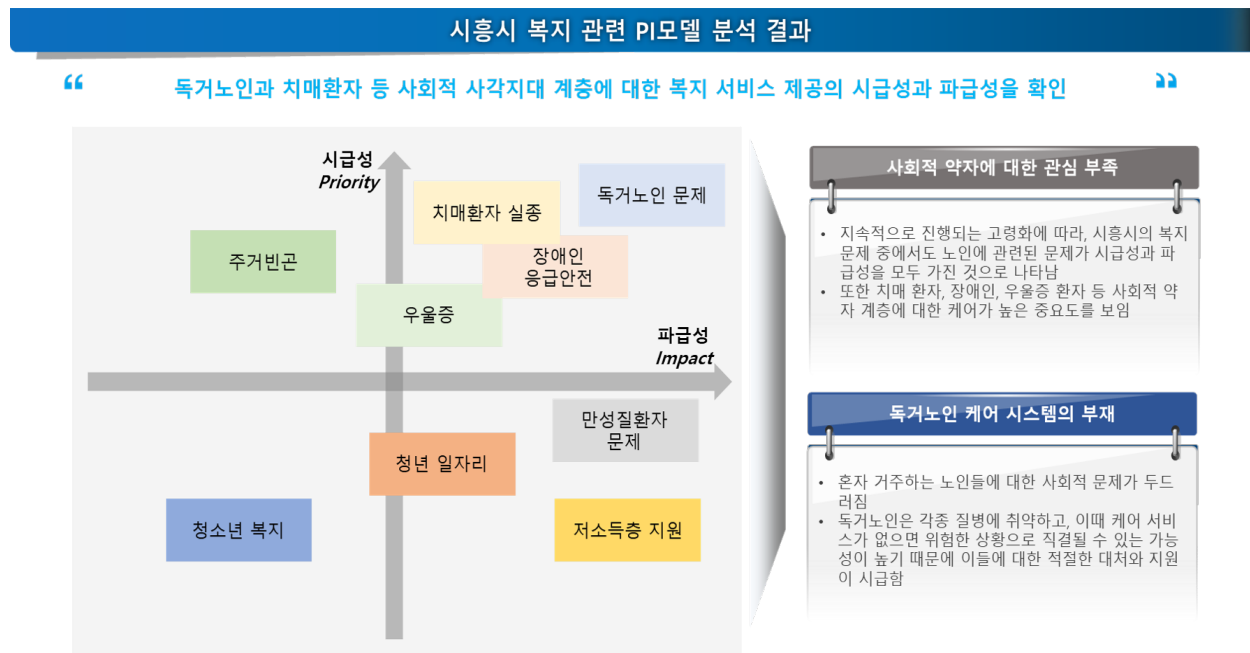 시흥시 복지 관련 PI모델 분석 결과
“ 독거노인과 치매환자 등 사회적 사각지대 계층에 대한 복지 서비스 제공의 시급성과 파급성을 확인 ”
시급성
Priority
치매환자 실종
독거노인 문제
주거빈곤
장애인
응급안전
우울증
파급성
Impact
만성질환자
문제
청년 일자리
청소년 복지
저소득층 지원
사회적 약자에 대한 관심 부족
• 지속적으로 진행되는 고령화에 따라, 시흥시의 복지
문제 중에서도 노인에 관련된 문제가 시급성과 파
급성을 모두 가진 것으로 나타남
• 또한 치매 환자, 장애인, 우울증 환자 등 사회적 약
자 계층에 대한 케어가 높은 중요도를 보임
독거노인 케어 시스템의 부재
• 혼자 거주하는 노인들에 대한 사회적 문제가 두드
러짐
• 독거노인은 각종 질병에 취약하고, 이때 케어 서비
스가 없으면 위험한 상황으로 직결될 수 있는 가능
성이 높기 때문에 이들에 대한 적절한 대처와 지원
이 시급함